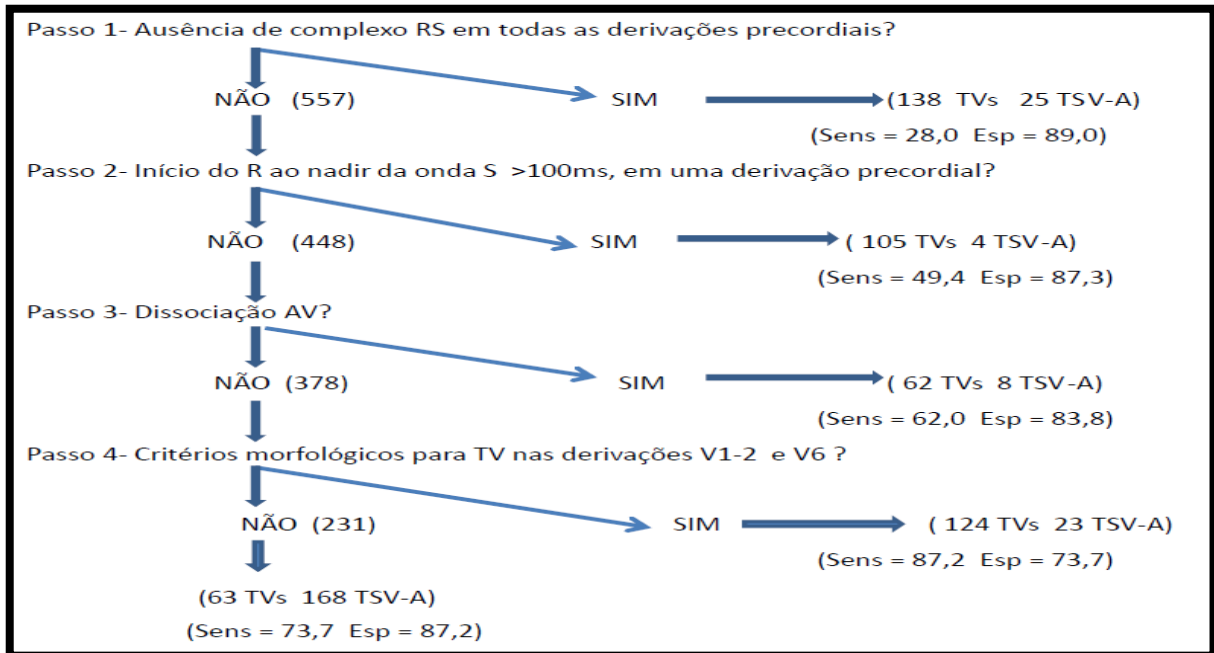 Passo 1- Ausência de complexo RS em todas as derivações precordiais?
NÃO (557) SIM (138 TVs 25 TSV-A)
(Sens = 28,0 Esp = 89,0)
Passo 2- Início do R ao nadir da onda S >100ms, em uma derivação precordial?
NÃO (448) SIM ( 105 TVs 4 TSV-A)
(Sens = 49,4 Esp = 87,3)
Passo 3- Dissociação AV?
NÃO (378) SIM ( 62 TVs 8 TSV-A)
(Sens = 62,0 Esp = 83,8)
Passo 4- Critérios morfológicos para TV nas derivações V1-2 e V6 ?
NÃO (231) SIM ( 124 TVs 23 TSV-A)
(Sens = 87,2 Esp = 73,7)
(63 TVs 168 TSV-A)
(Sens = 73,7 Esp = 87,2)